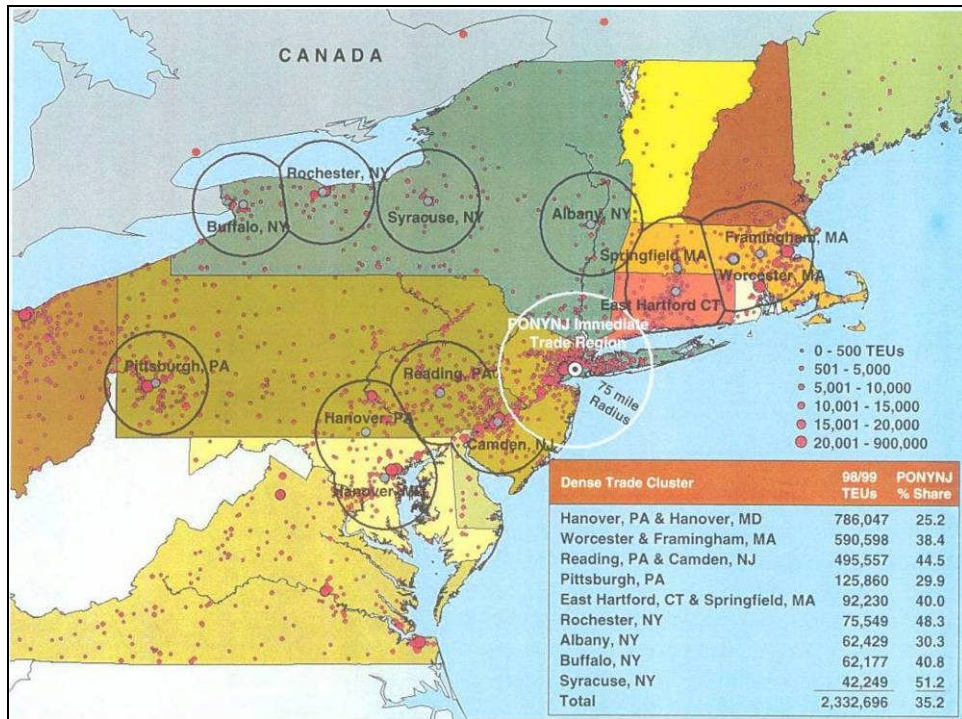 CANADA
Rochester, NY
Buffalo, NY
Syracuse, NY
Albany, NY
Springfield MA
Framingham, MA
Worcester, MA
East Hartford CT
PONYNJ Immediate
Trade Region
75 mile
Radius
Pittsburgh, PA
Reading, PA
Hanover, PA
Camden, NJ
Hanover, MD
0 - 500 TEUs
501 - 5,000
5,001 - 10,000
10,001 - 15,000
15,001 - 20,000
20,001 - 900,000
Dense Trade Cluster 98/99 TEUs PONYNJ % Share
Hanover, PA & Hanover, MD 786,047 25.2
Worcester & Framingham, MA 590,598 38.4
Reading, PA & Camden, NJ 495,557 44.5
Pittsburgh, PA 125,860 29.9
East Hartford, CT & Springfield, MA 92,230 40.0
Rochester, NY 75,549 48.3
Albany, NY 62,429 30.3
Buffalo, NY 62,177 40.8
Syracuse, NY 42,249 51.2
Total 2,332,696 35.2